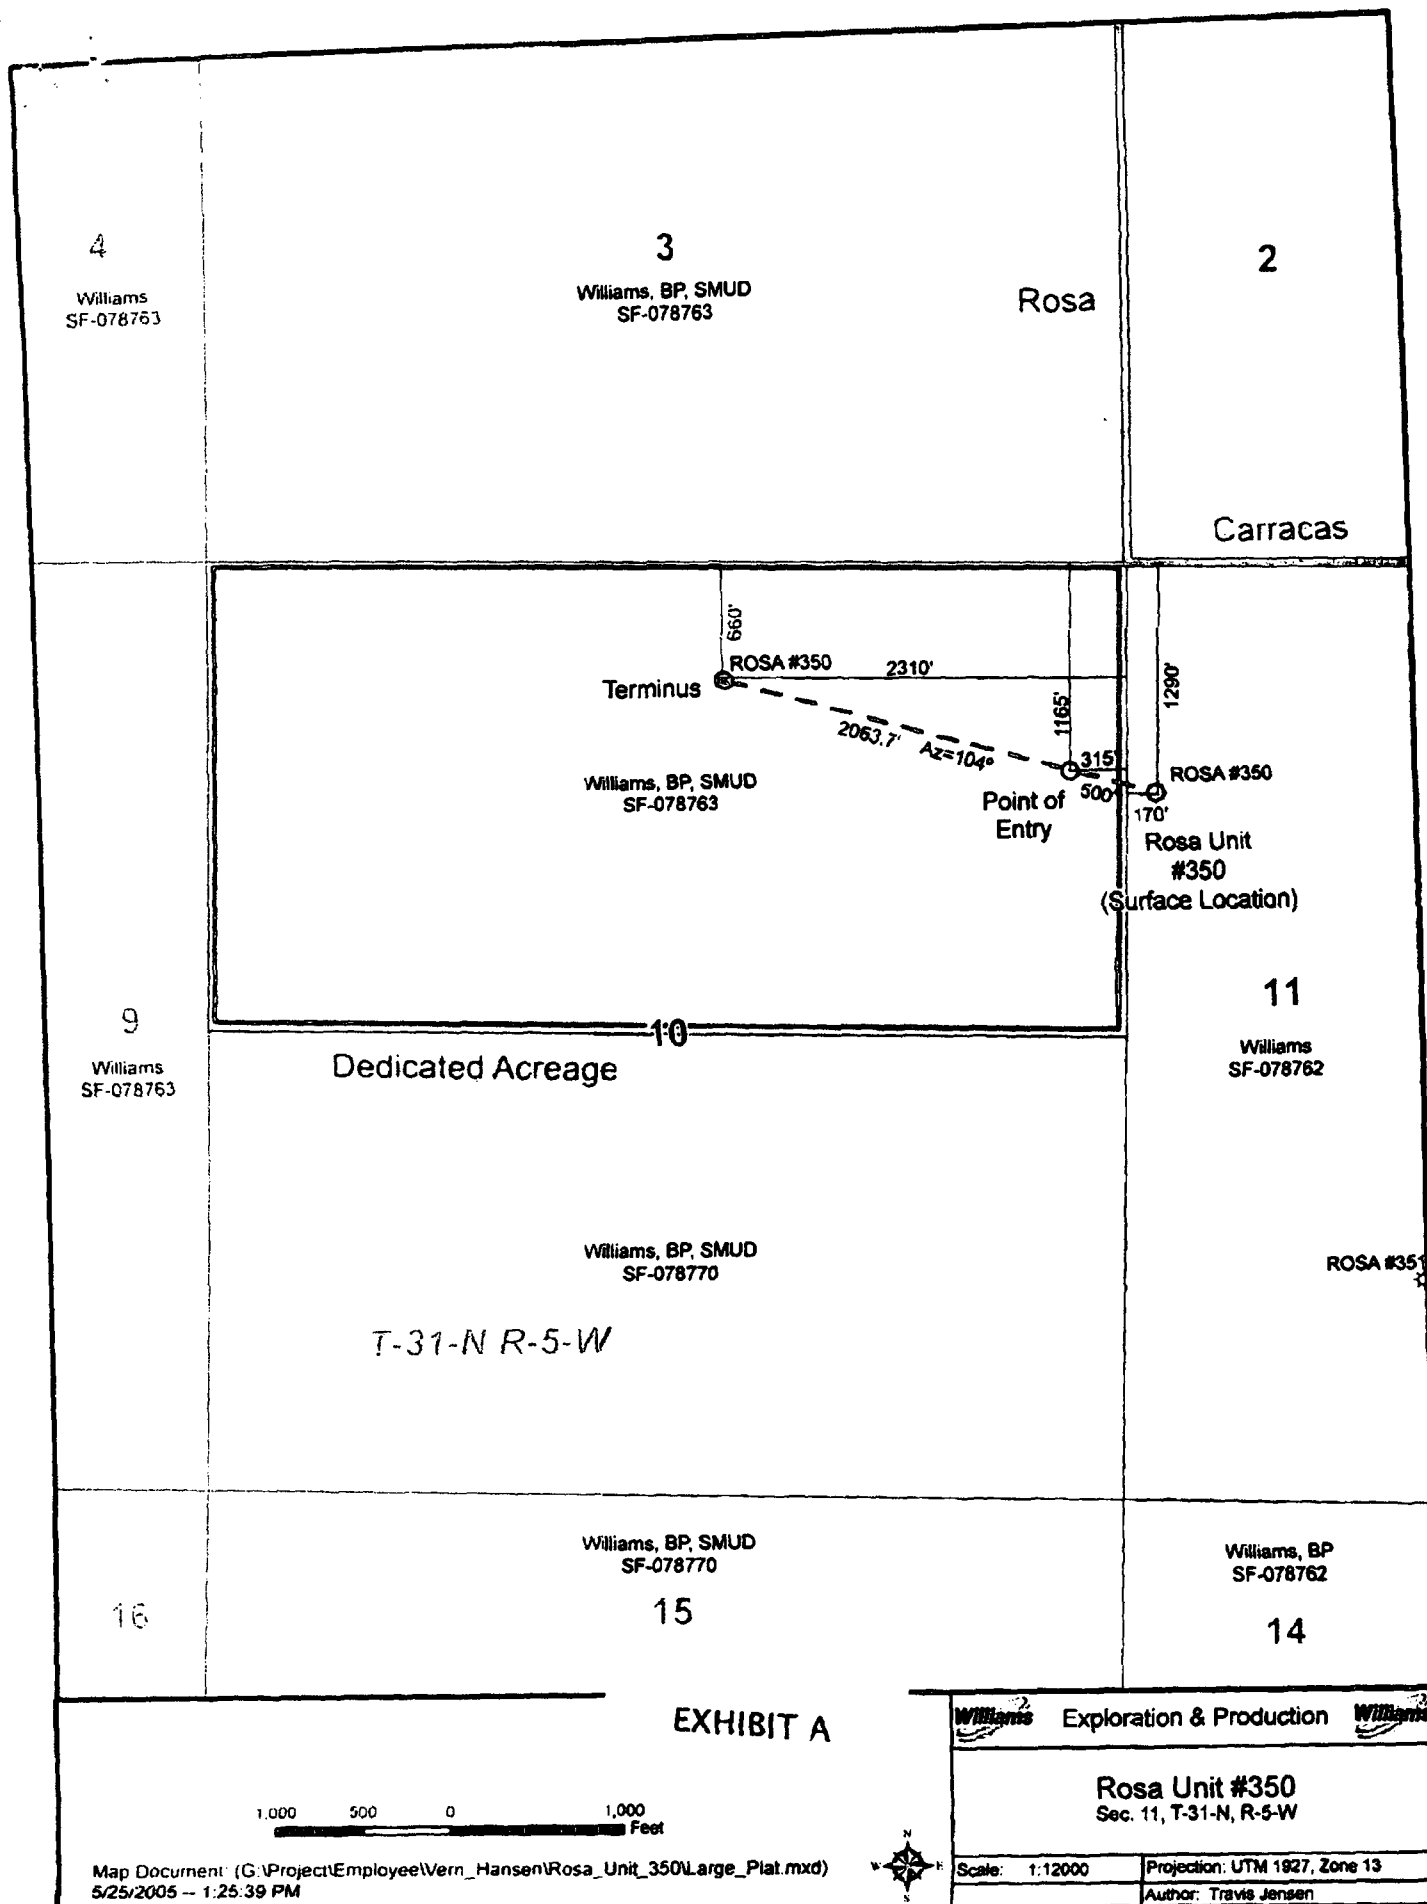 4
Williams
SF-078763
3
Williams, BP, SMUD
SF-078763
Rosa
2
Carracas
660'
ROSA #350
2310'
Terminus
2063.7'
Az=104°
1165'
315'
500'
1290'
ROSA #350
170'
Point of
Entry
Williams, BP, SMUD
SF-078763
Rosa Unit
#350
(Surface Location)
11
Williams
SF-078762
9
Williams
SF-078763
10
Dedicated Acreage
Williams, BP, SMUD
SF-078770
ROSA #351
T-31-N R-5-W
Williams, BP, SMUD
SF-078770
15
16
Williams, BP
SF-078762
14
EXHIBIT A
Williams Exploration & Production Williams
Rosa Unit #350
Sec. 11, T-31-N, R-5-W
1,000 500 0 1,000
Feet
N
W E
S
Map Document: (G:\Project\Employee\Vern_Hansen\Rosa_Unit_350\Large_Plat.mxd)
5/25/2005 -- 1:25:39 PM
Scale: 1:12000
Projection: UTM 1927, Zone 13
Author: Travis Jensen